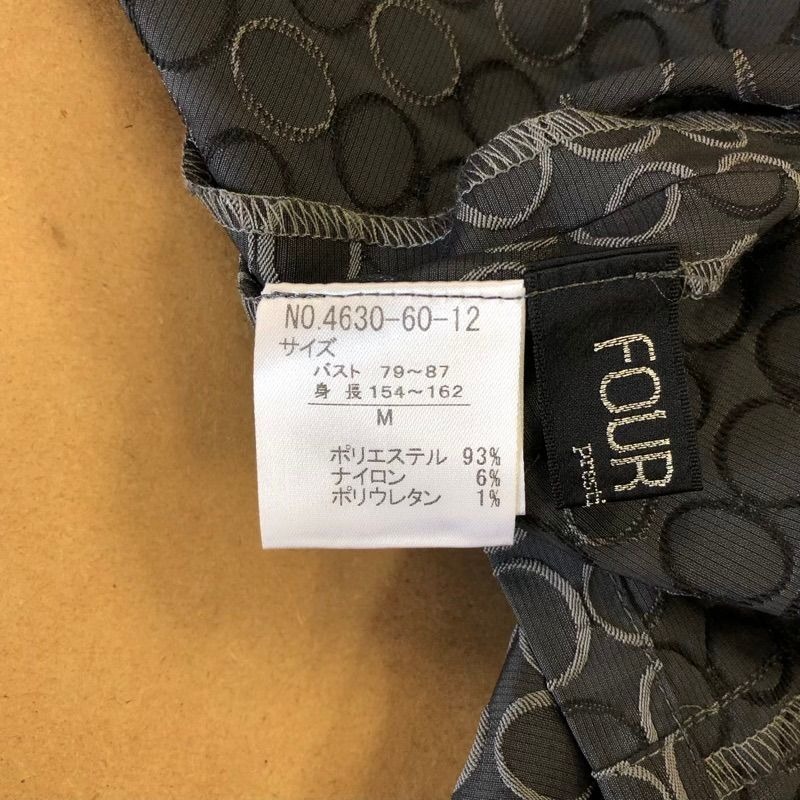 NO.4630-60-12
サイズ
バスト 79～87
身 長 154～162
M
ポリエステル 93%
ナイロン 6%
ポリウレタン 1%
FOUR